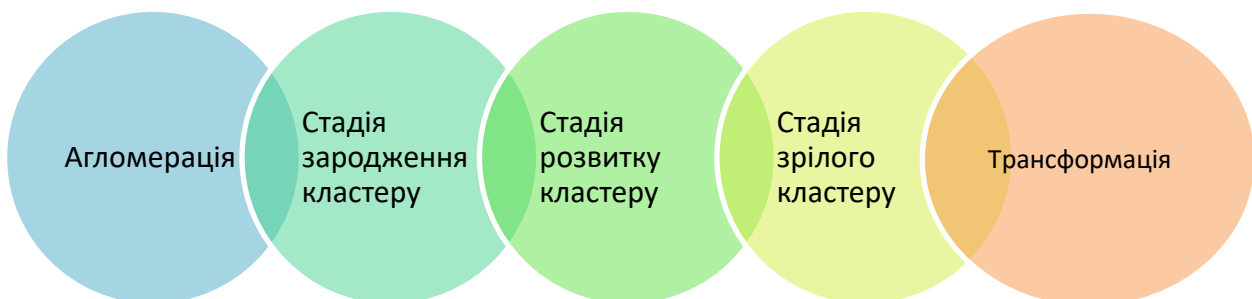 Агломерація
Стадія
зародження
кластеру
Стадія
розвитку
кластеру
Стадія
зрілого
кластеру
Трансформація